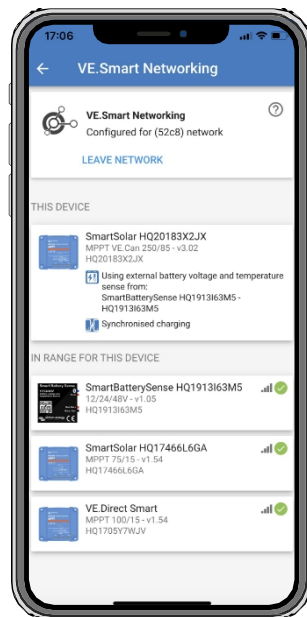 17:06
VE.Smart Networking
VE.Smart Networking
Configured for (52c8) network
LEAVE NETWORK
THIS DEVICE
SmartSolar HQ20183X2JX
MPPT VE.Can 250/85 - v3.02
HQ20183X2JX
Using external battery voltage and temperature
sense from:
SmartBatterySense HQ1913I63M5 -
HQ1913I63M5
Synchronised charging
IN RANGE FOR THIS DEVICE
SmartBatterySense HQ1913I63M5
12/24/48V - v1.05
HQ1913I63M5
SmartSolar HQ17466L6GA
MPPT 75/15 - v1.54
HQ17466L6GA
VE.Direct Smart
MPPT 100/15 - v1.54
HQ1705Y7WJV